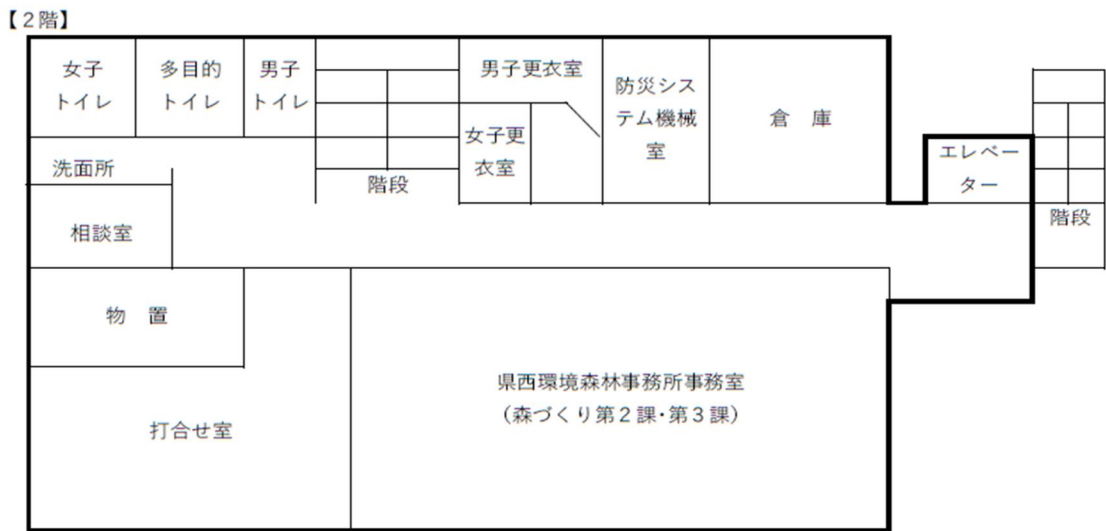 【２階】
女子
トイレ
多目的
トイレ
男子
トイレ
階段
男子更衣室
女子更
衣室
防災シス
テム機械
室
倉　庫
エレベー
ター
階段
洗面所
相談室
物　置
打合せ室
県西環境森林事務所事務室
（森づくり第２課・第３課）